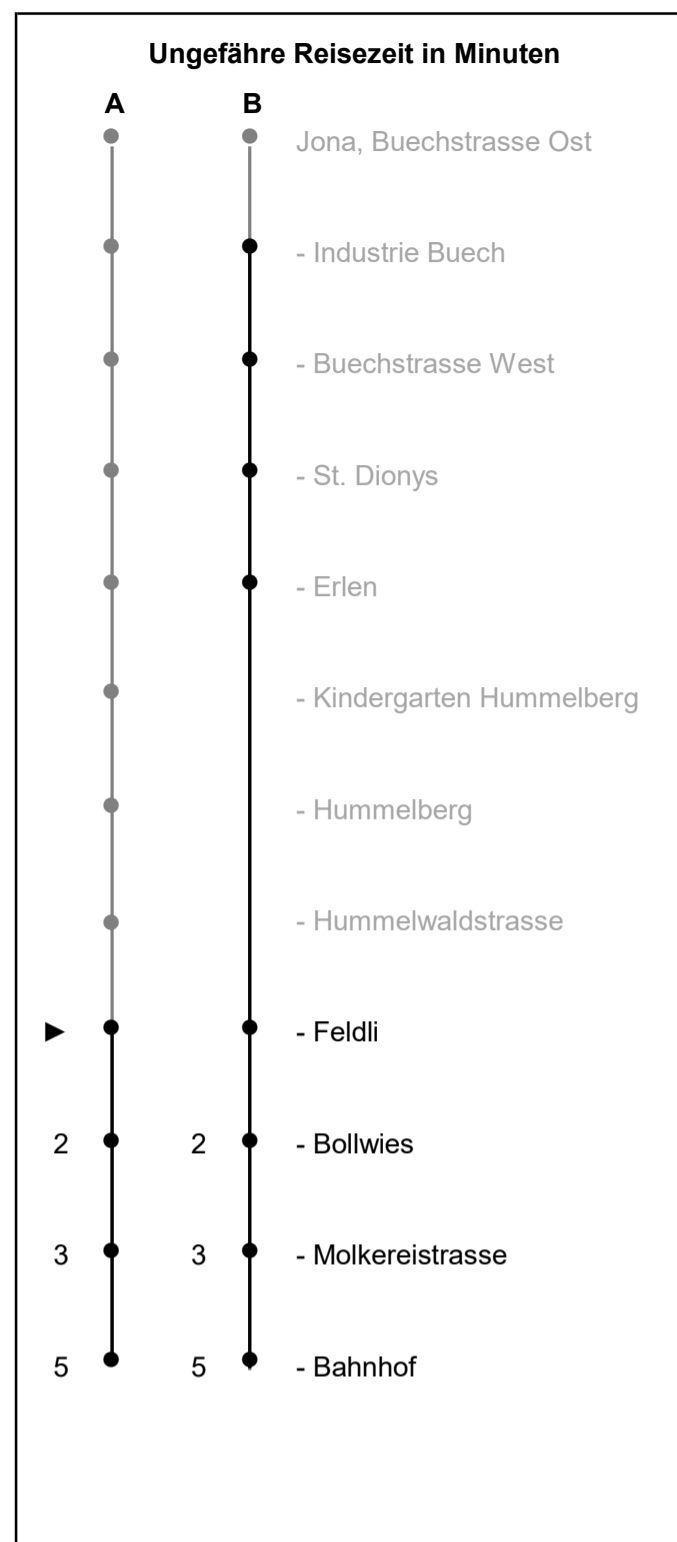 Ungefähre Reisezeit in Minuten
A B
Jona, Buechstrasse Ost
- Industrie Buech
- Buechstrasse West
- St. Dionys
- Erlen
- Kindergarten Hummelberg
- Hummelberg
- Hummelwaldstrasse
- Feldli
2 2 - Bollwies
3 3 - Molkereistrasse
5 5 - Bahnhof